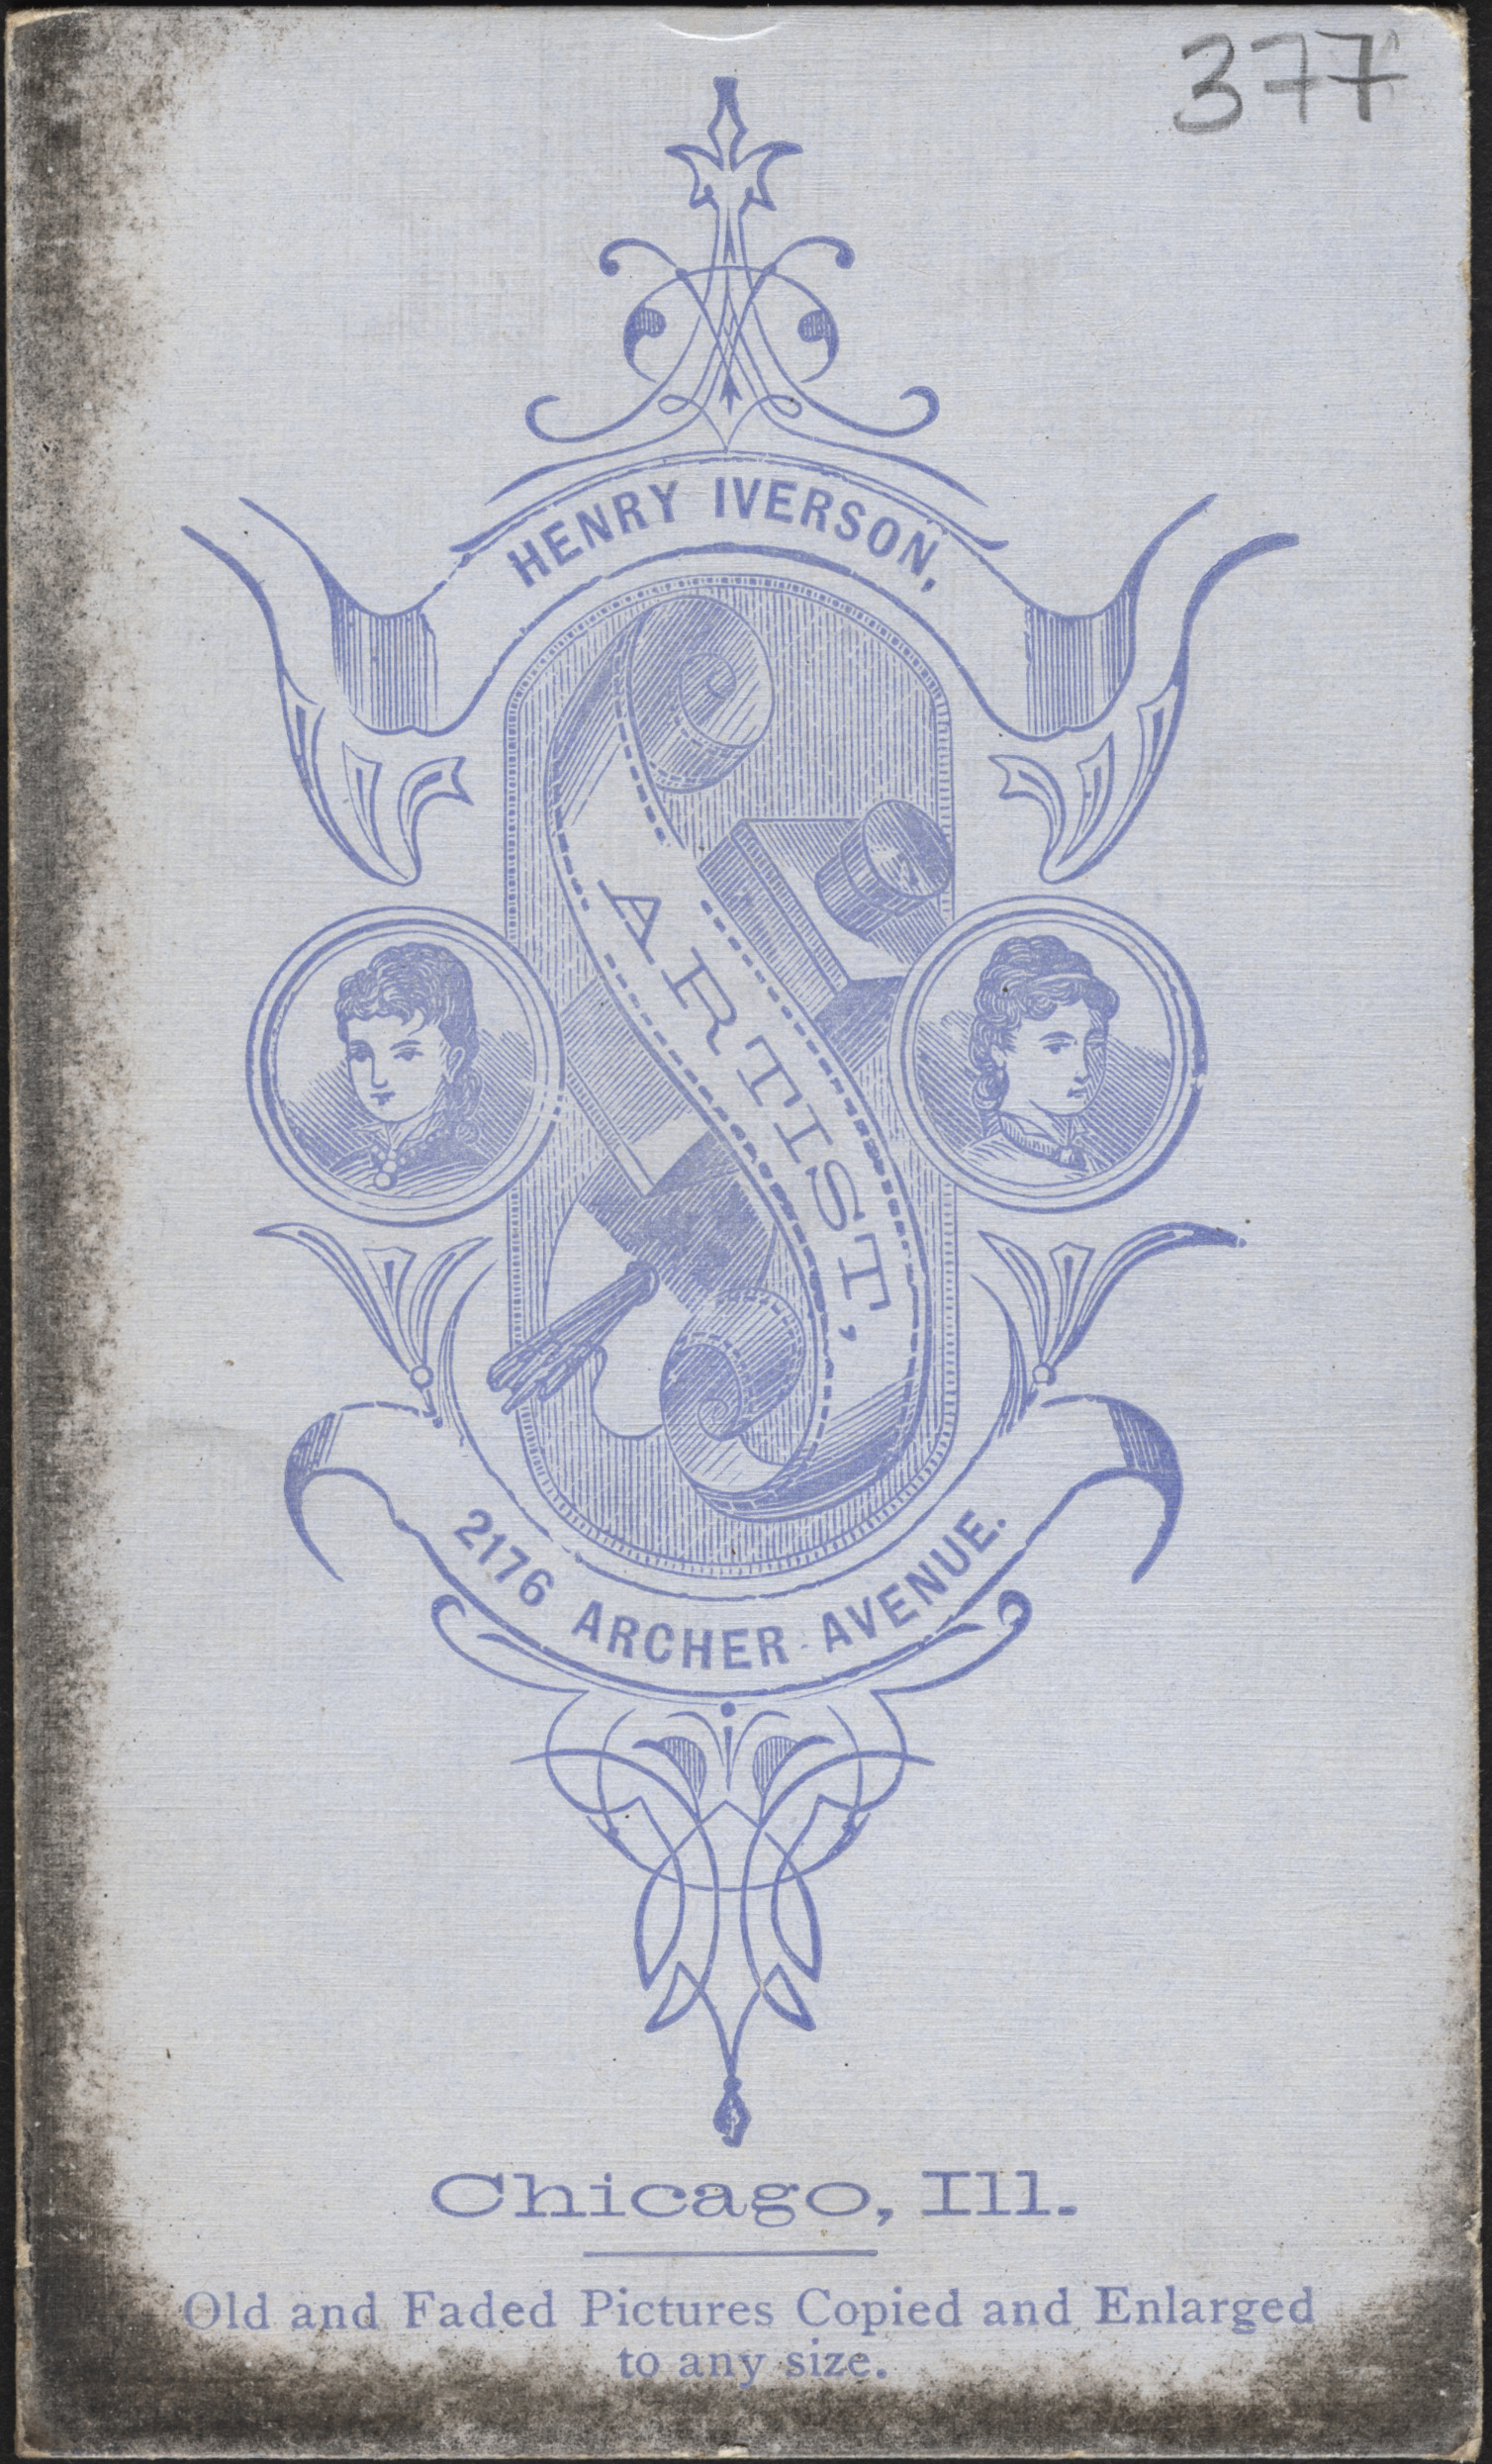 377
HENRY IVERSON,
ARTIST,
2176 ARCHER AVENUE.
Chicago, Ill.
Old and Faded Pictures Copied and Enlarged
to any size.